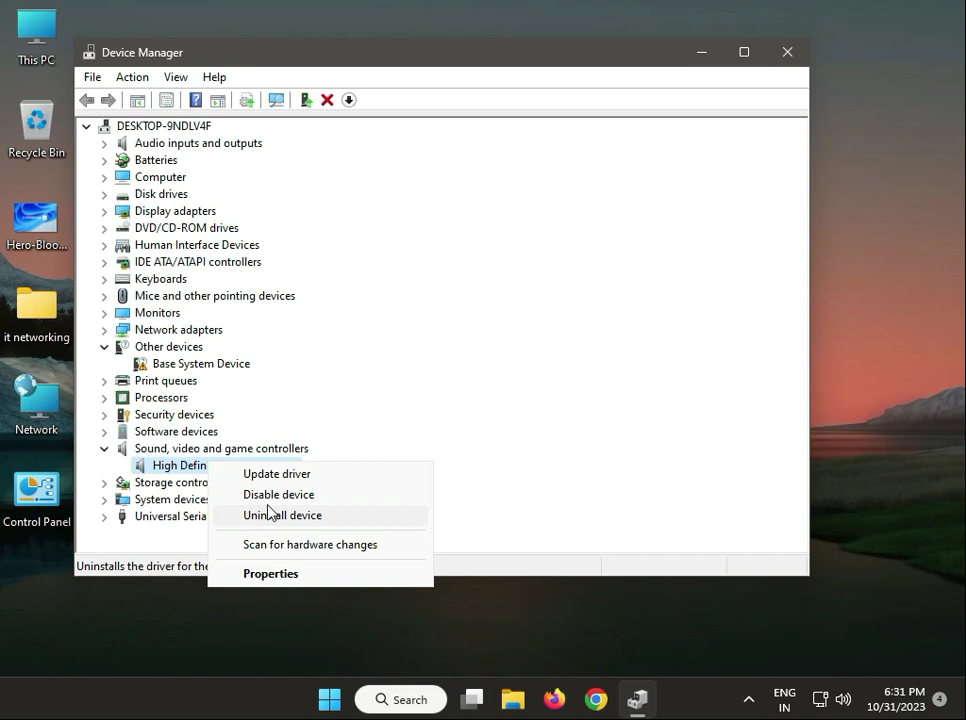 This PC
Recycle Bin
Hero-Bloo...
it networking
Network
Control Panel
Device Manager
File Action View Help
DESKTOP-9NDLV4F
Audio inputs and outputs
Batteries
Computer
Disk drives
Display adapters
DVD/CD-ROM drives
Human Interface Devices
IDE ATA/ATAPI controllers
Keyboards
Mice and other pointing devices
Monitors
Network adapters
Other devices
Base System Device
Print queues
Processors
Security devices
Software devices
Sound, video and game controllers
High Defin
Storage contro
System devices
Universal Seria
Update driver
Disable device
Uninstall device
Scan for hardware changes
Properties
Uninstalls the driver for the
Search
ENG
IN
6:31 PM
10/31/2023
4